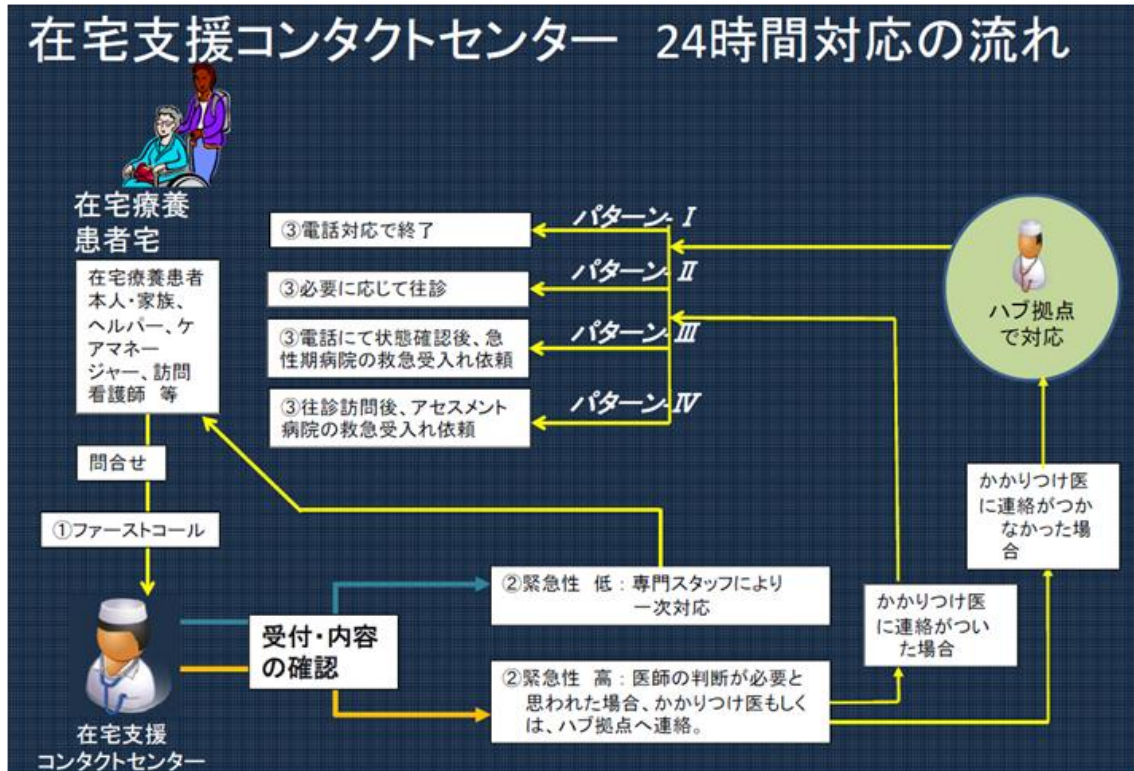 在宅支援コンタクトセンター 24時間対応の流れ
在宅療養
患者宅
在宅療養患者
本人・家族、
ヘルパー、ケ
アマネー
ジャー、訪問
看護師 等
問合せ
①ファーストコール
在宅支援
コンタクトセンター
受付・内容
の確認
②緊急性 低：専門スタッフにより
一次対応
②緊急性 高：医師の判断が必要と
思われた場合、かかりつけ医もしく
は、ハブ拠点へ連絡。
かかりつけ医
に連絡がつい
た場合
かかりつけ医
に連絡がつか
なかった場
合
ハブ拠点
で対応
パターン-Ⅰ
③電話対応で終了
パターン-Ⅱ
③必要に応じて往診
パターン-Ⅲ
③電話にて状態確認後、急
性期病院の救急受入れ依頼
パターン-Ⅳ
③往診訪問後、アセスメント
病院の救急受入れ依頼